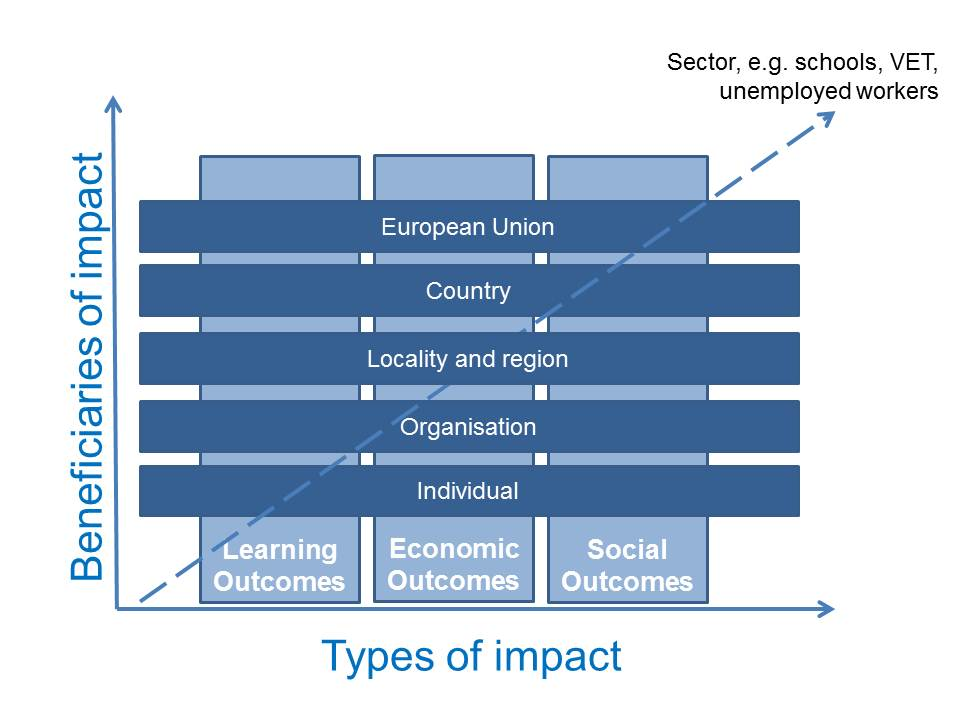 Sector, e.g. schools, VET,
unemployed workers
Beneficiaries of impact
European Union
Country
Locality and region
Organisation
Individual
Learning
Outcomes
Economic
Outcomes
Social
Outcomes
Types of impact